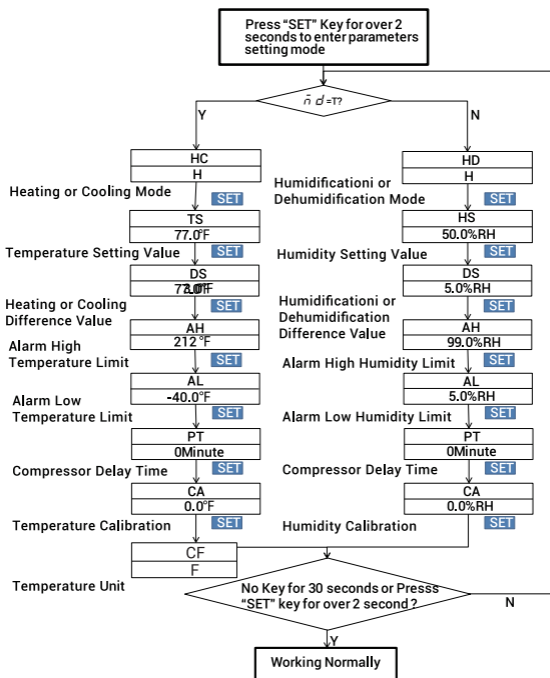 Press “SET” Key for over 2
seconds to enter parameters
setting mode
n̄ d =T?
Y
N
HC
H
HD
H
Heating or Cooling Mode
SET
Humidificationi or
Dehumidification Mode
SET
TS
77.0°F
HS
50.0%RH
Temperature Setting Value
SET
Humidity Setting Value
SET
DS
DS
5.0%RH
Heating or Cooling
Difference Value
SET
Humidificationi or
Dehumidification
Difference Value
SET
AH
212 °F
AH
99.0%RH
Alarm High
Temperature Limit
SET
Alarm High Humidity Limit
SET
AL
-40.0°F
AL
5.0%RH
Alarm Low
Temperature Limit
SET
Alarm Low Humidity Limit
SET
PT
0Minute
PT
0Minute
Compressor Delay Time
SET
Compressor Delay Time
SET
CA
0.0°F
CA
0.0%RH
Temperature Calibration
SET
Humidity Calibration
SET
CF
F
Temperature Unit
No Key for 30 seconds or Presss
“SET” key for over 2 second ?
N
Y
Working Normally